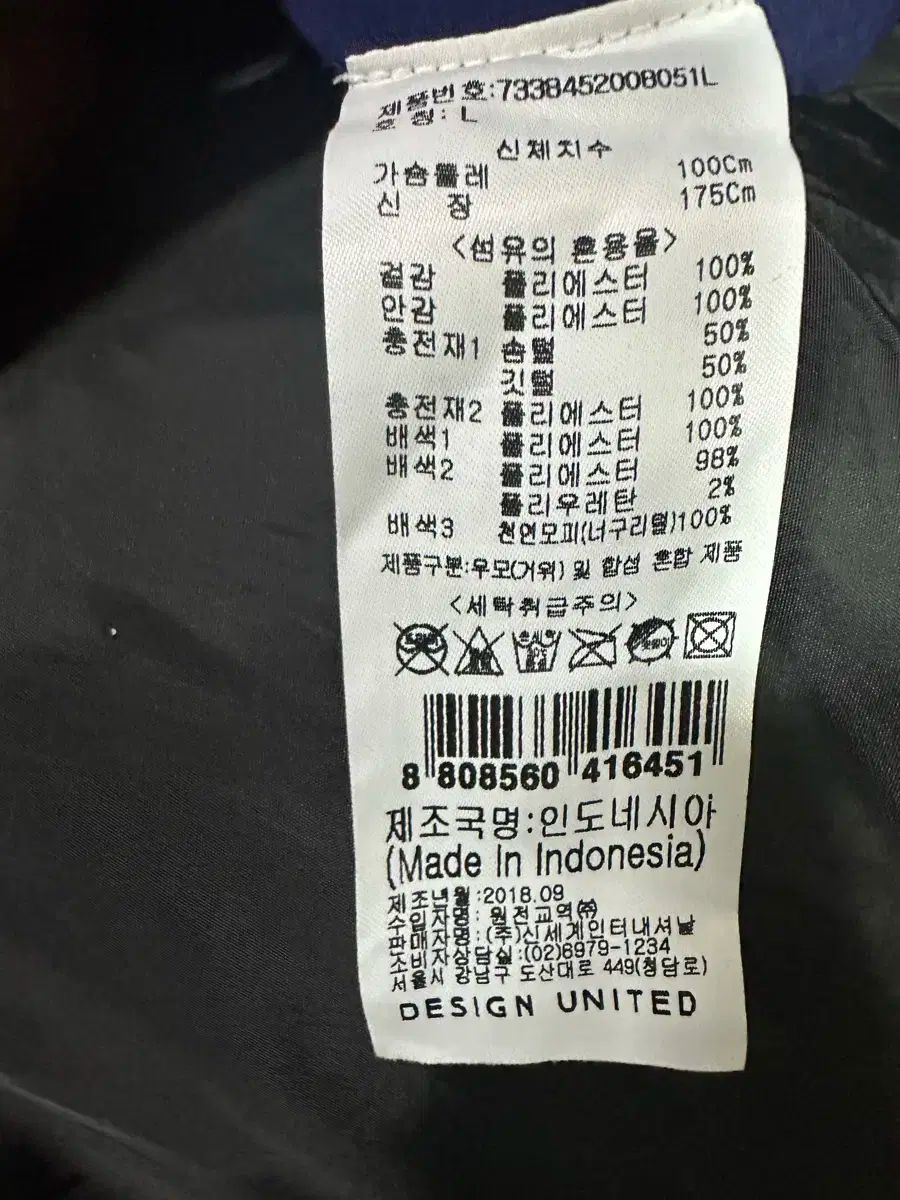 제품번호:7338452008051L
호칭: L
신체치수
가슴둘레 100Cm
신 장 175Cm
<섬유의 혼용율>
겉감 폴리에스터 100%
안감 폴리에스터 100%
충전재1 솜털 50%
깃털 50%
충전재2 폴리에스터 100%
배색1 폴리에스터 100%
배색2 폴리에스터 98%
폴리우레탄 2%
배색3 천연모피(너구리털)100%
제품구분:우모(거위) 및 합섬 혼합 제품
<세탁취급주의>
8 808560 416451
제조국명:인도네시아
(Made In Indonesia)
제조년월:2018.09
수입자명: 원전교역㈜
판매자명:(주)신세계인터내셔날
소비자상담실:(02)6979-1234
서울시 강남구 도산대로 449(청담로)
DESIGN UNITED